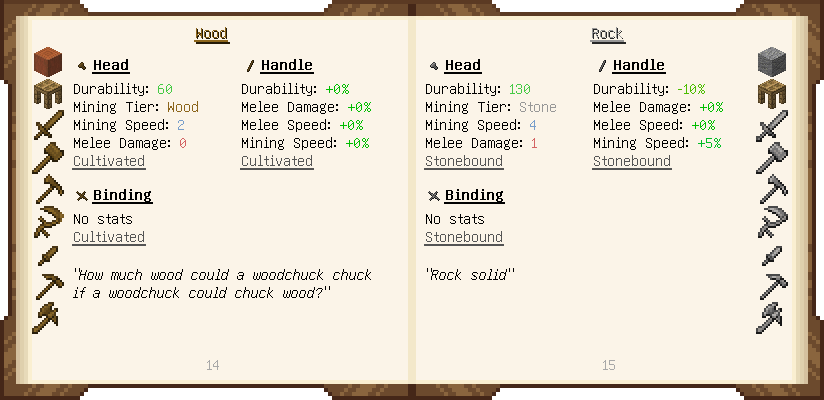 Wood
Head
Durability: 60
Mining Tier: Wood
Mining Speed: 2
Melee Damage: 0
Cultivated
Handle
Durability: +0%
Melee Damage: +0%
Melee Speed: +0%
Mining Speed: +0%
Cultivated
Binding
No stats
Cultivated
"How much wood could a woodchuck chuck
if a woodchuck could chuck wood?"
14
Rock
Head
Durability: 130
Mining Tier: Stone
Mining Speed: 4
Melee Damage: 1
Stonebound
Handle
Durability: -10%
Melee Damage: +0%
Melee Speed: +0%
Mining Speed: +5%
Stonebound
Binding
No stats
Stonebound
"Rock solid"
15